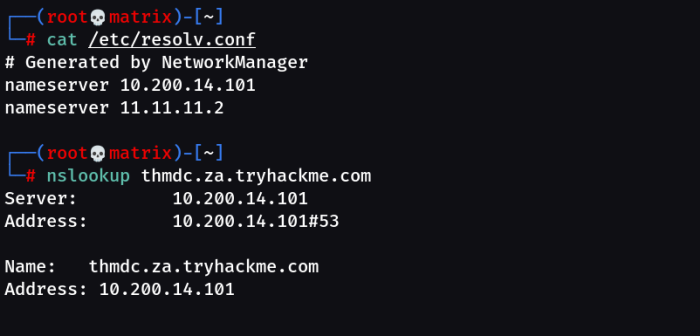 ┌──(root💀matrix)-[~]
└─# cat /etc/resolv.conf
# Generated by NetworkManager
nameserver 10.200.14.101
nameserver 11.11.11.2
┌──(root💀matrix)-[~]
└─# nslookup thmdc.za.tryhackme.com
Server:         10.200.14.101
Address:        10.200.14.101#53
Name:   thmdc.za.tryhackme.com
Address: 10.200.14.101